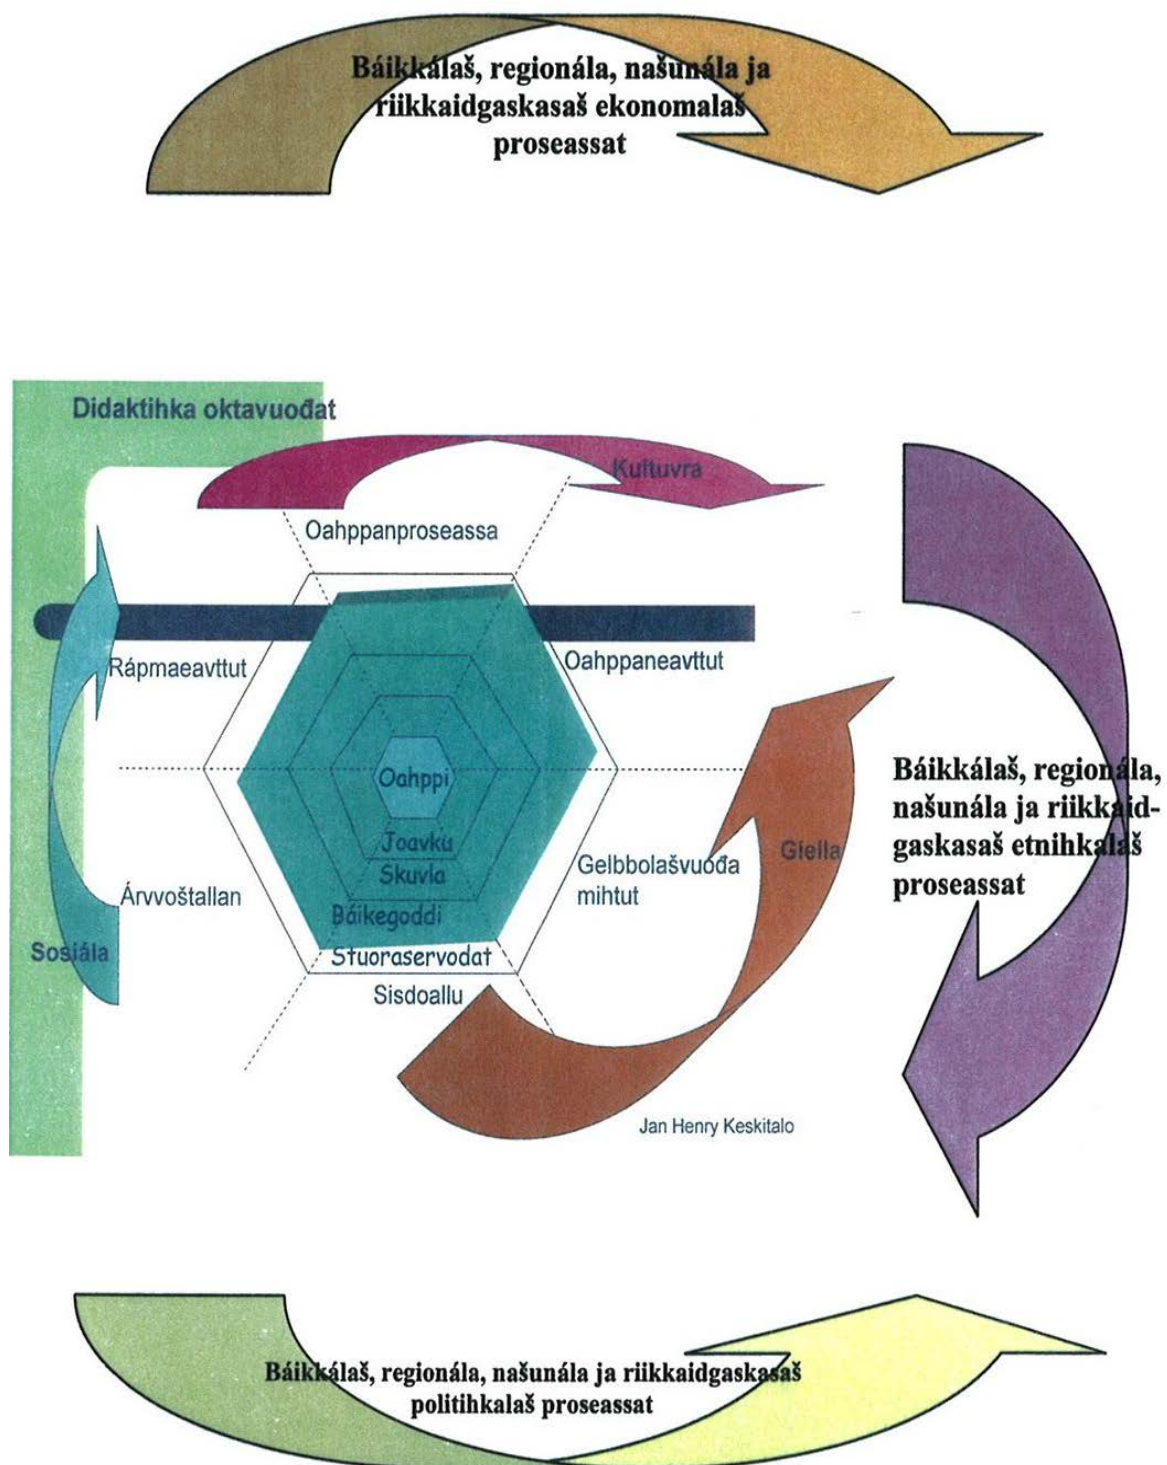 Báikkálaš, regionála, našunála ja
riikkaidgaskasaš ekonomalaš
proseassat
Didaktihka oktavuođat
Kultuvra
Oahppanproseassa
Rápmaeavttut
Oahppaneavttut
Oahppi
Joavku
Skuvla
Báikegoddi
Stuoraservodat
Sisdoallu
Árvvoštallan
Gelbbolašvuođa
mihtut
Sosiála
Giella
Báikkálaš, regionála,
našunála ja riikkaid-
gaskasaš etnihkalaš
proseassat
Jan Henry Keskitalo
Báikkálaš, regionála, našunála ja riikkaidgaskasaš
politihkalaš proseassat